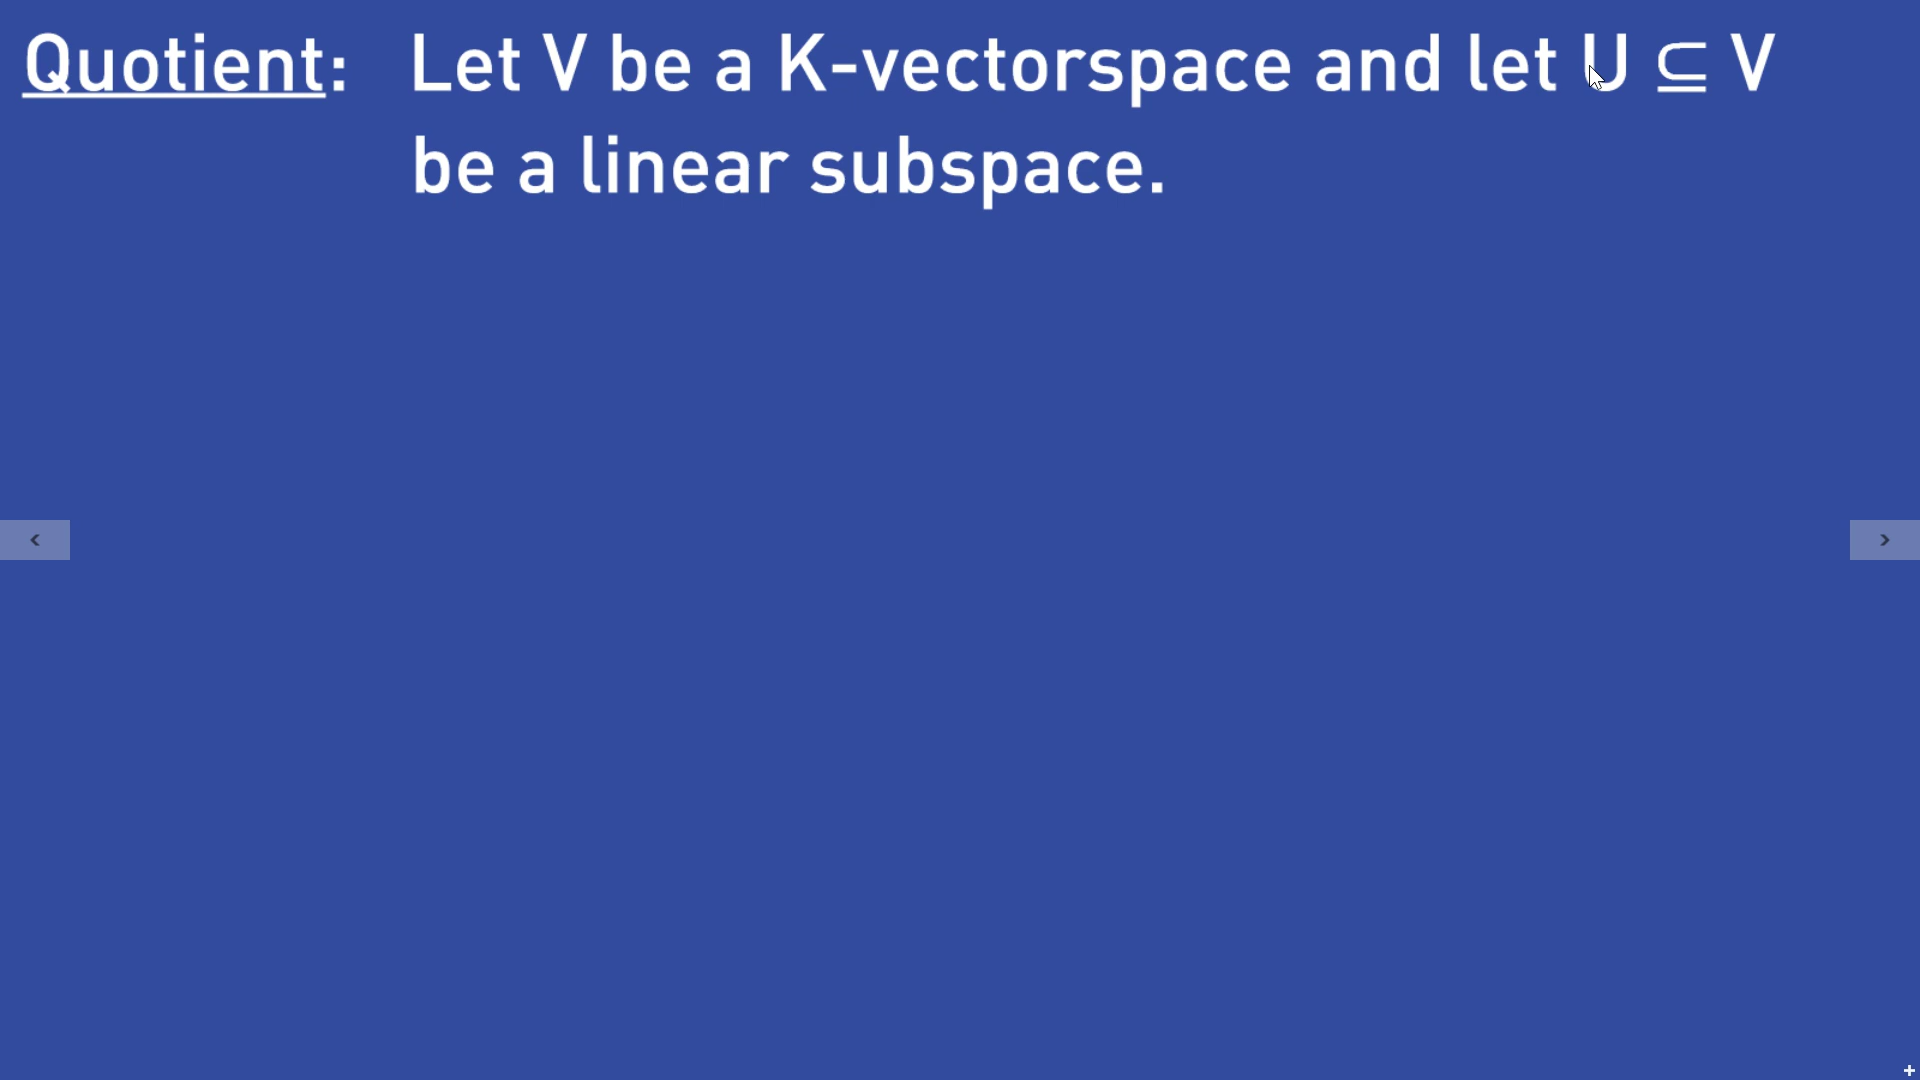 Quotient: Let V be a K-vectorspace and let U ⊆ V
be a linear subspace.
<
>
+